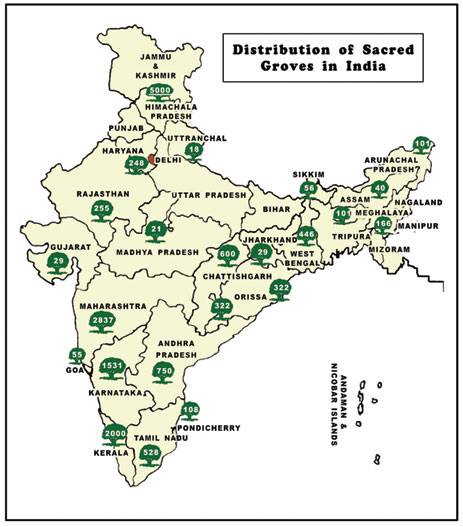 Distribution of Sacred
Groves in India
JAMMU
&
KASHMIR
5000
HIMACHALA
PRADESH
PUNJAB
UTTRANCHAL
18
HARYANA
248
DELHI
101
ARUNACHAL
PRADESH?
SIKKIM
56
40
ASSAM
NAGALAND
RAJASTHAN
255
UTTAR PRADESH
BIHAR
101
MEGHALAYA
166
MANIPUR
21
MADHYA PRADESH
JHARKHAND
446
TRIPURA
MIZORAM
GUJARAT
29
600
29
WEST
BENGAL
CHATTISHGARH
322
ORISSA
322
MAHARASHTRA
2837
55
GOA
1531
KARNATAKA
ANDHRA
PRADESH
750
ANDAMAN &
NICOBAR ISLANDS
108
PONDICHERRY
2000
KERALA
TAMIL NADU
528